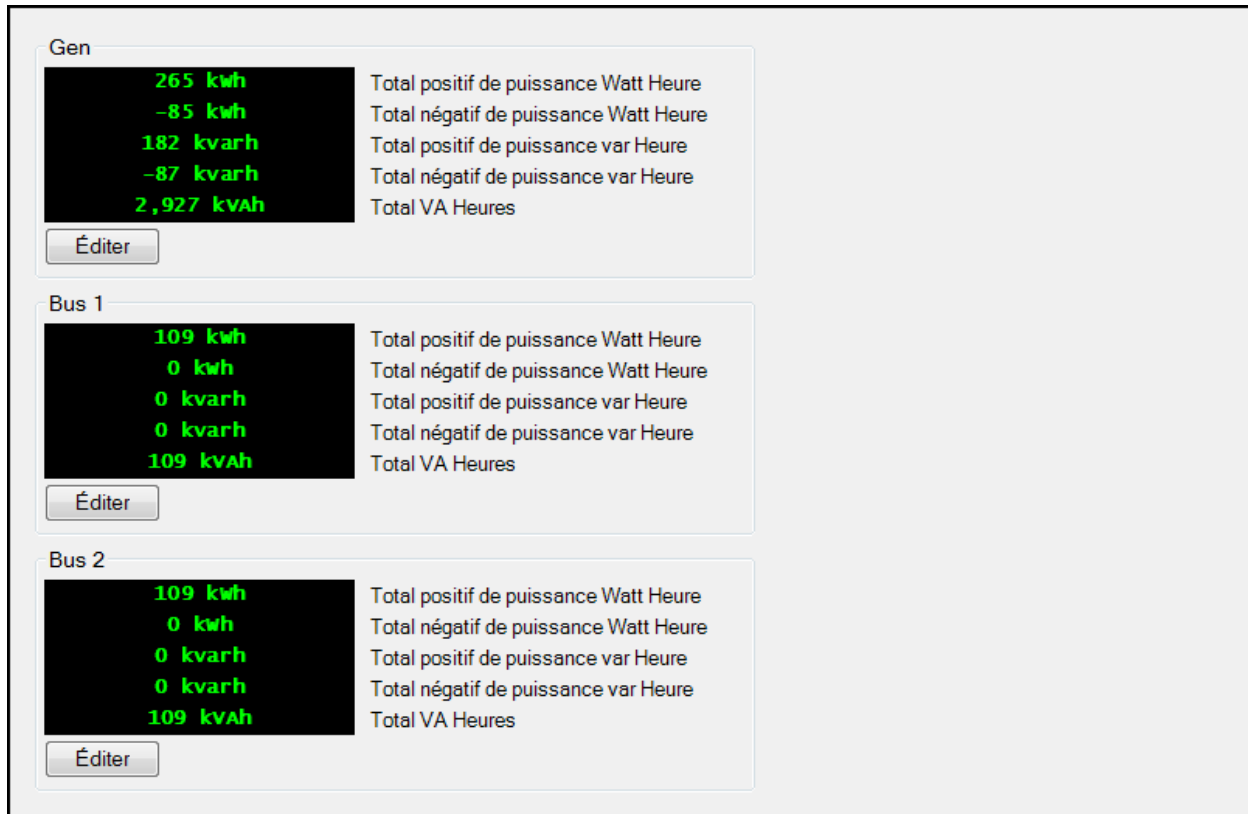 Gen
265 kWh Total positif de puissance Watt Heure
-85 kWh Total négatif de puissance Watt Heure
182 kvarh Total positif de puissance var Heure
-87 kvarh Total négatif de puissance var Heure
2,927 kVAh Total VA Heures
Éditer
Bus 1
109 kWh Total positif de puissance Watt Heure
0 kWh Total négatif de puissance Watt Heure
0 kvarh Total positif de puissance var Heure
0 kvarh Total négatif de puissance var Heure
109 kVAh Total VA Heures
Éditer
Bus 2
109 kWh Total positif de puissance Watt Heure
0 kWh Total négatif de puissance Watt Heure
0 kvarh Total positif de puissance var Heure
0 kvarh Total négatif de puissance var Heure
109 kVAh Total VA Heures
Éditer